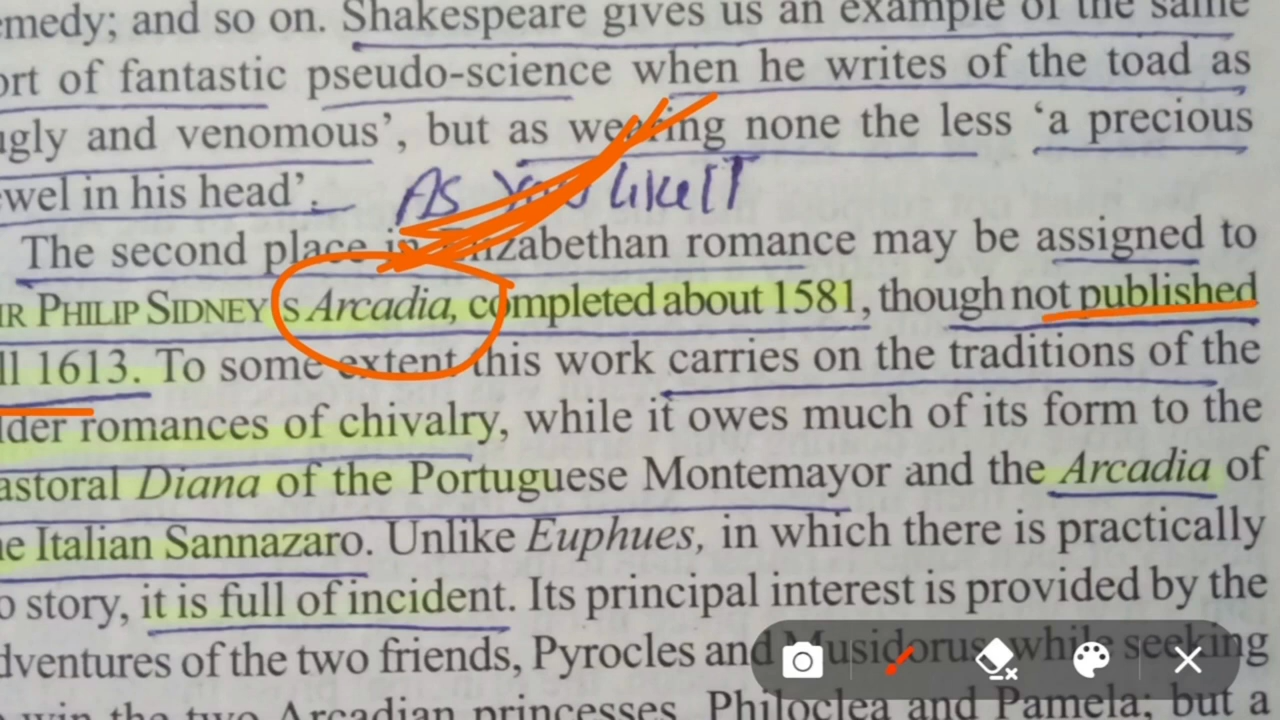 emedy; and so on. Shakespeare gives us an example of the same
ort of fantastic pseudo-science when he writes of the toad as
ugly and venomous', but as wearing none the less 'a precious
ewel in his head'.
As You like IT
The second place in Elizabethan romance may be assigned to
IR PHILIP SIDNEY'S Arcadia, completed about 1581, though not published
ll 1613. To some extent this work carries on the traditions of the
lder romances of chivalry, while it owes much of its form to the
astoral Diana of the Portuguese Montemayor and the Arcadia of
e Italian Sannazaro. Unlike Euphues, in which there is practically
o story, it is full of incident. Its principal interest is provided by the
dventures of the two friends, Pyrocles and Musidorus, while seeking
win the two Arcadian princesses, Philoclea and Pamela; but a